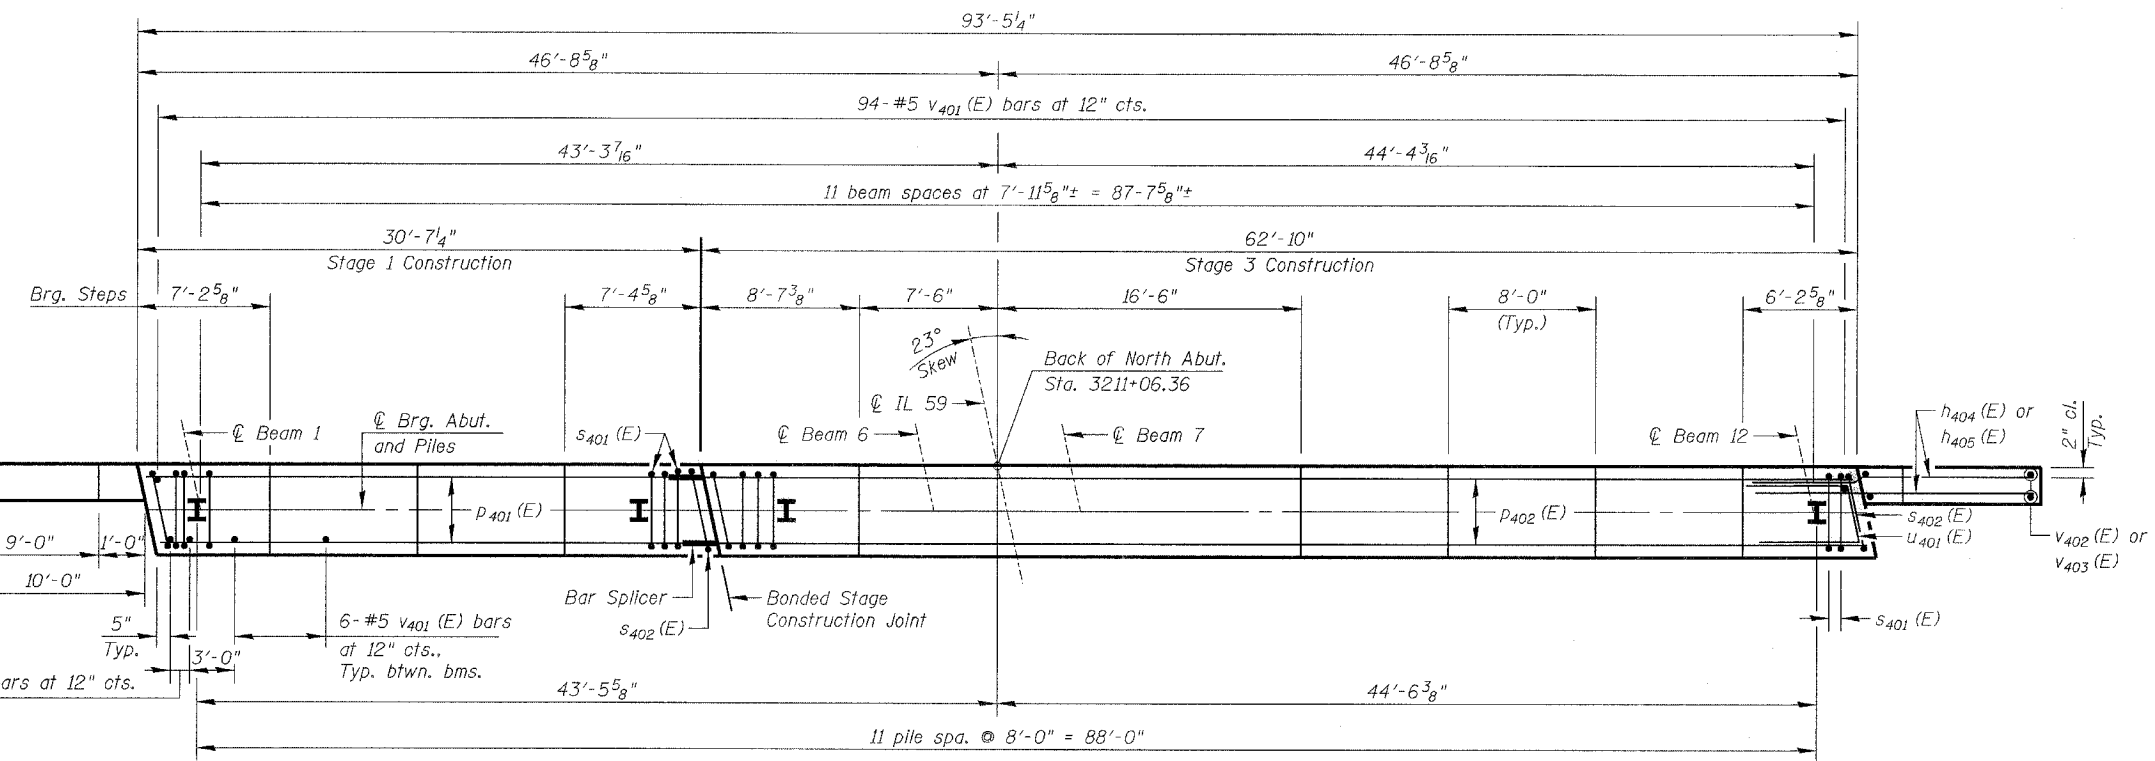 93'-5¼"
46'-8⅝"
46'-8⅝"
94-#5 v401(E) bars at 12" cts.
43'-3 7/16"
44'-4 3/16"
11 beam spaces at 7'-11⅝"± = 87-7⅝"±
30'-7¼"
Stage 1 Construction
62'-10"
Stage 3 Construction
Brg. Steps
7'-2⅝"
7'-4⅝"
8'-7⅜"
7'-6"
16'-6"
8'-0"
(Typ.)
6'-2⅝"
23°
Skew
Back of North Abut.
Sta. 3211+06.36
℄ IL 59
℄ Beam 1
℄ Brg. Abut.
and Piles
s401(E)
℄ Beam 6
℄ Beam 7
℄ Beam 12
h404(E) or
h405(E)
2" cl.
Typ.
p401(E)
p402(E)
s402(E)
u401(E)
v402(E) or
v403(E)
9'-0"
1'-0"
10'-0"
5"
Typ.
3'-0"
6-#5 v401(E) bars
at 12" cts.,
Typ. btwn. bms.
Bar Splicer
s402(E)
Bonded Stage
Construction Joint
s401(E)
ars at 12" cts.
43'-5⅝"
44'-6⅜"
11 pile spa. @ 8'-0" = 88'-0"